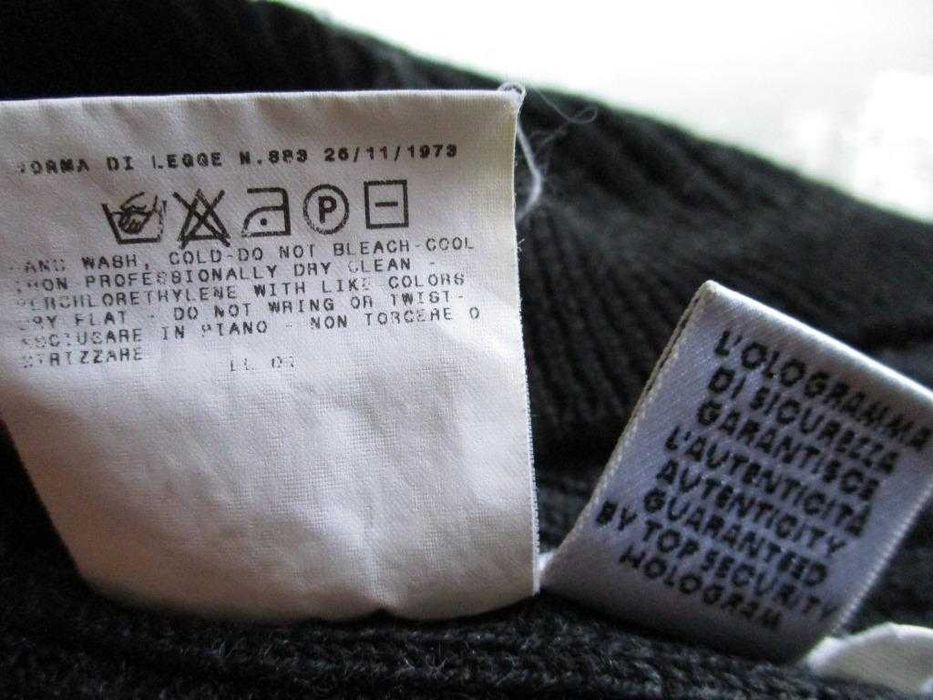 NORMA DI LEGGE N.883 26/11/1973
P
HAND WASH, COLD-DO NOT BLEACH-COOL
IRON PROFESSIONALLY DRY CLEAN -
PERCHLORETHYLENE WITH LIKE COLORS
DRY FLAT - DO NOT WRING OR TWIST-
ASCIUGARE IN PIANO - NON TORCERE O
STRIZZARE
L'OLOGRAMMA
DI SICUREZZA
GARANTISCE
L'AUTENTICITÀ
AUTENTICITY
GUARANTEED
BY TOP SECURITY
HOLOGRAM